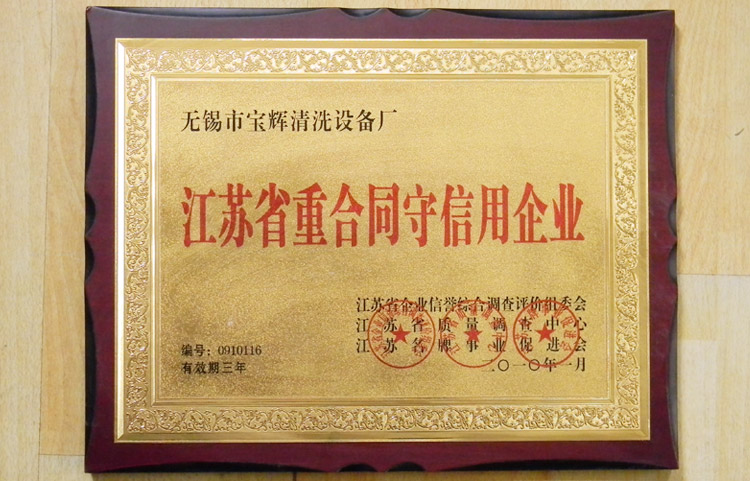 无锡市宝辉清洗设备厂
江苏省重合同守信用企业
江苏省企业信誉综合调查评价组委会
江苏省质量调查中心
江苏名牌事业促进会
编号：0910116
有效期三年
二〇一〇年一月